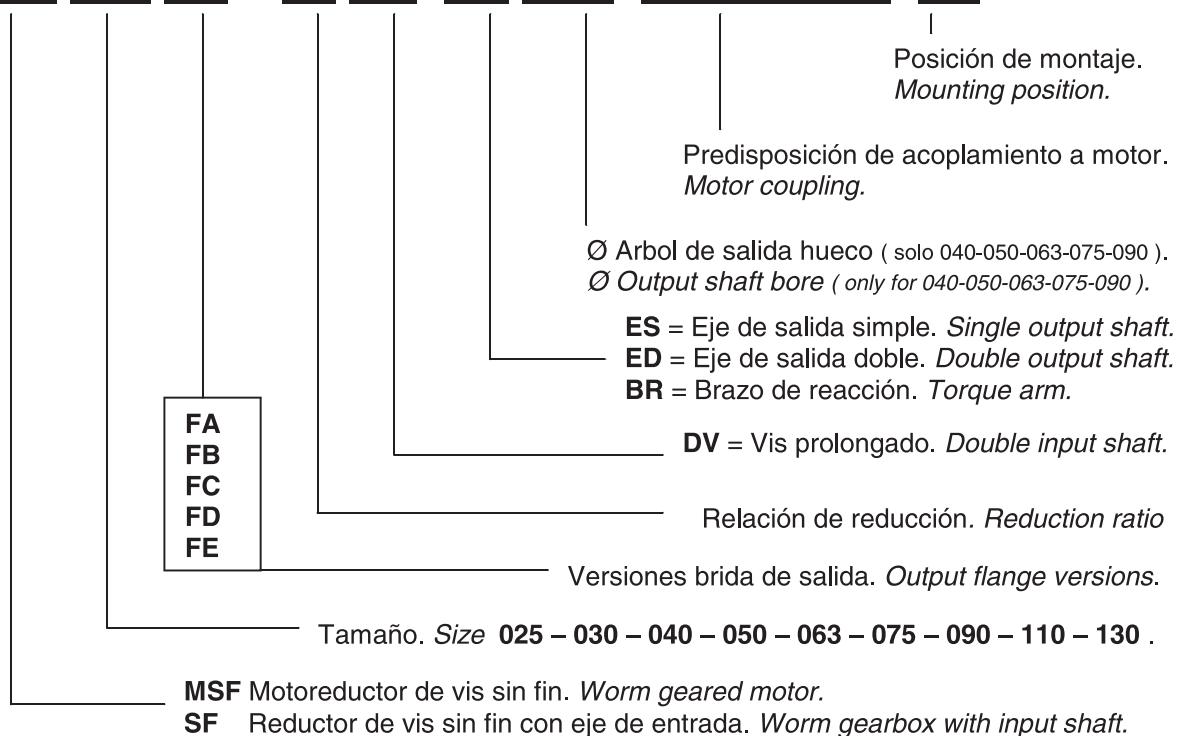 Posición de montaje.
Mounting position.
Predisposición de acoplamiento a motor.
Motor coupling.
Ø Arbol de salida hueco ( solo 040-050-063-075-090 ).
Ø Output shaft bore ( only for 040-050-063-075-090 ).
ES = Eje de salida simple. Single output shaft.
ED = Eje de salida doble. Double output shaft.
BR = Brazo de reacción. Torque arm.
FA
FB
FC
FD
FE
DV = Vis prolongado. Double input shaft.
Relación de reducción. Reduction ratio
Versiones brida de salida. Output flange versions.
Tamaño. Size 025 – 030 – 040 – 050 – 063 – 075 – 090 – 110 – 130 .
MSF Motoreductor de vis sin fin. Worm geared motor.
SF Reductor de vis sin fin con eje de entrada. Worm gearbox with input shaft.